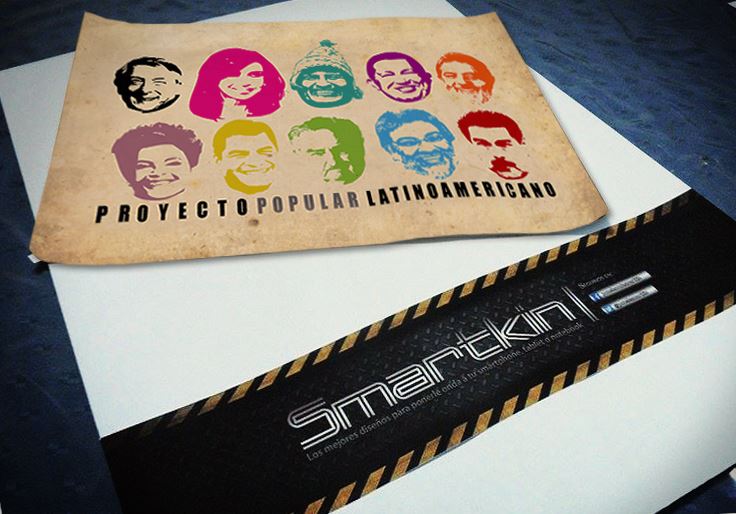 PROYECTO POPULAR LATINOAMERICANO
Smartkin
Los mejores diseños para ponerle onda a tu smartphone, tablet o notebook